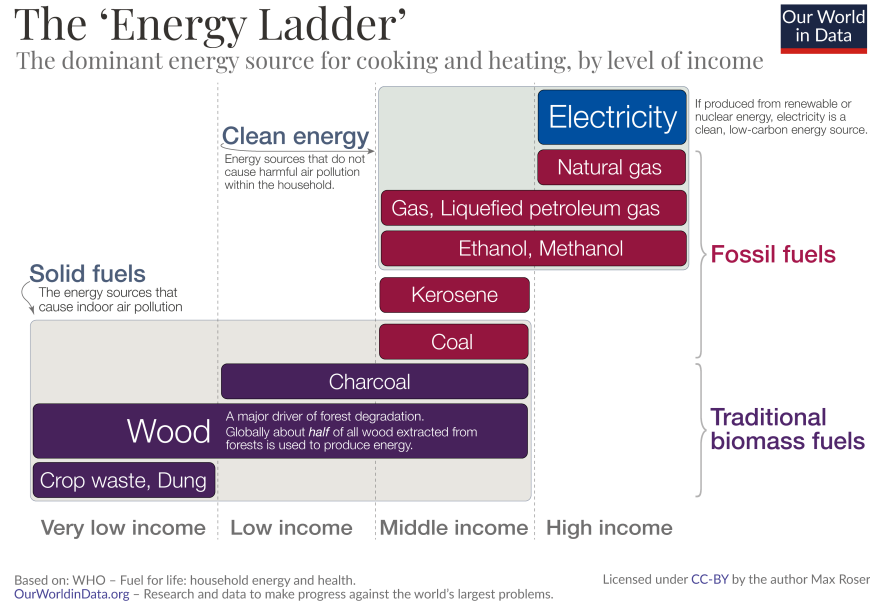 The ‘Energy Ladder’
Our World
in Data
The dominant energy source for cooking and heating, by level of income
Electricity
If produced from renewable or
nuclear energy, electricity is a
clean, low-carbon energy source.
Clean energy
Energy sources that do not
cause harmful air pollution
within the household.
Natural gas
Gas, Liquefied petroleum gas
Ethanol, Methanol
Fossil fuels
Solid fuels
The energy sources that
cause indoor air pollution
Kerosene
Coal
Charcoal
Wood
A major driver of forest degradation.
Globally about half of all wood extracted from
forests is used to produce energy.
Traditional
biomass fuels
Crop waste, Dung
Very low income
Low income
Middle income
High income
Based on: WHO – Fuel for life: household energy and health.
OurWorldinData.org – Research and data to make progress against the world’s largest problems.
Licensed under CC-BY by the author Max Roser